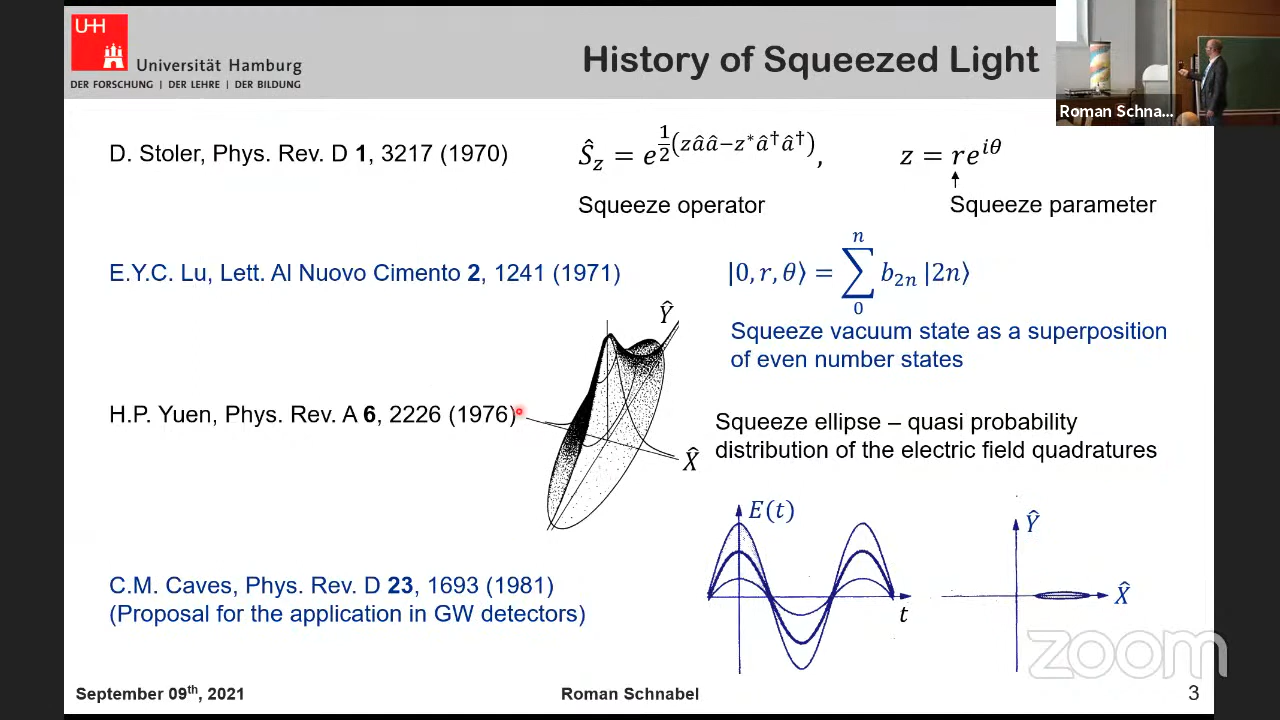 UHH
Universität Hamburg
DER FORSCHUNG | DER LEHRE | DER BILDUNG
History of Squeezed Light
Roman Schna...
D. Stoler, Phys. Rev. D 1, 3217 (1970)
Ŝ_z = e^{1/2(zââ−z*â†â†)},
z = re^{iθ}
Squeeze operator
Squeeze parameter
E.Y.C. Lu, Lett. Al Nuovo Cimento 2, 1241 (1971)
|0, r, θ⟩ = ∑_0^n b_{2n} |2n⟩
Squeeze vacuum state as a superposition
of even number states
Ŷ
X̂
H.P. Yuen, Phys. Rev. A 6, 2226 (1976)
Squeeze ellipse – quasi probability
distribution of the electric field quadratures
E(t)
t
Ŷ
X̂
C.M. Caves, Phys. Rev. D 23, 1693 (1981)
(Proposal for the application in GW detectors)
zoom
September 09th, 2021
Roman Schnabel
3